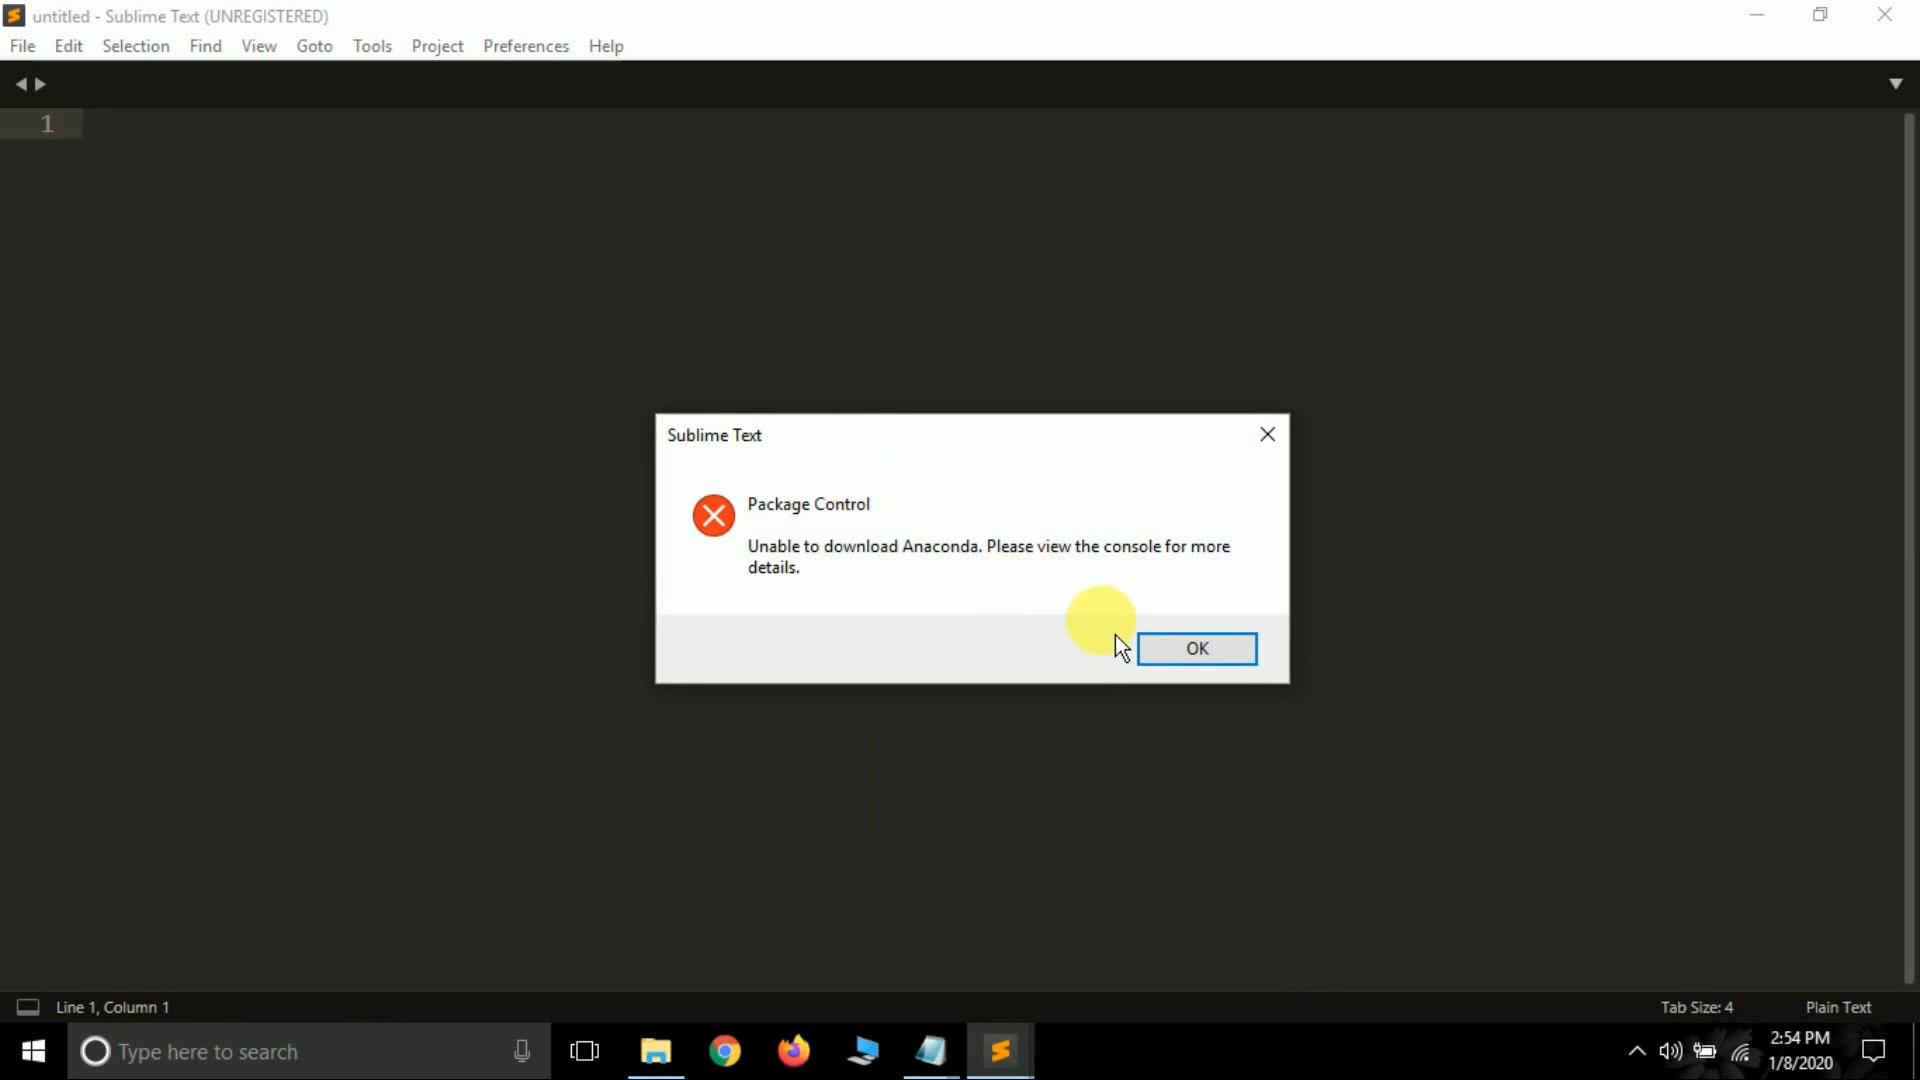 untitled - Sublime Text (UNREGISTERED)
File Edit Selection Find View Goto Tools Project Preferences Help
1
Sublime Text
Package Control
Unable to download Anaconda. Please view the console for more
details.
OK
Line 1, Column 1
Tab Size: 4
Plain Text
Type here to search
2:54 PM
1/8/2020